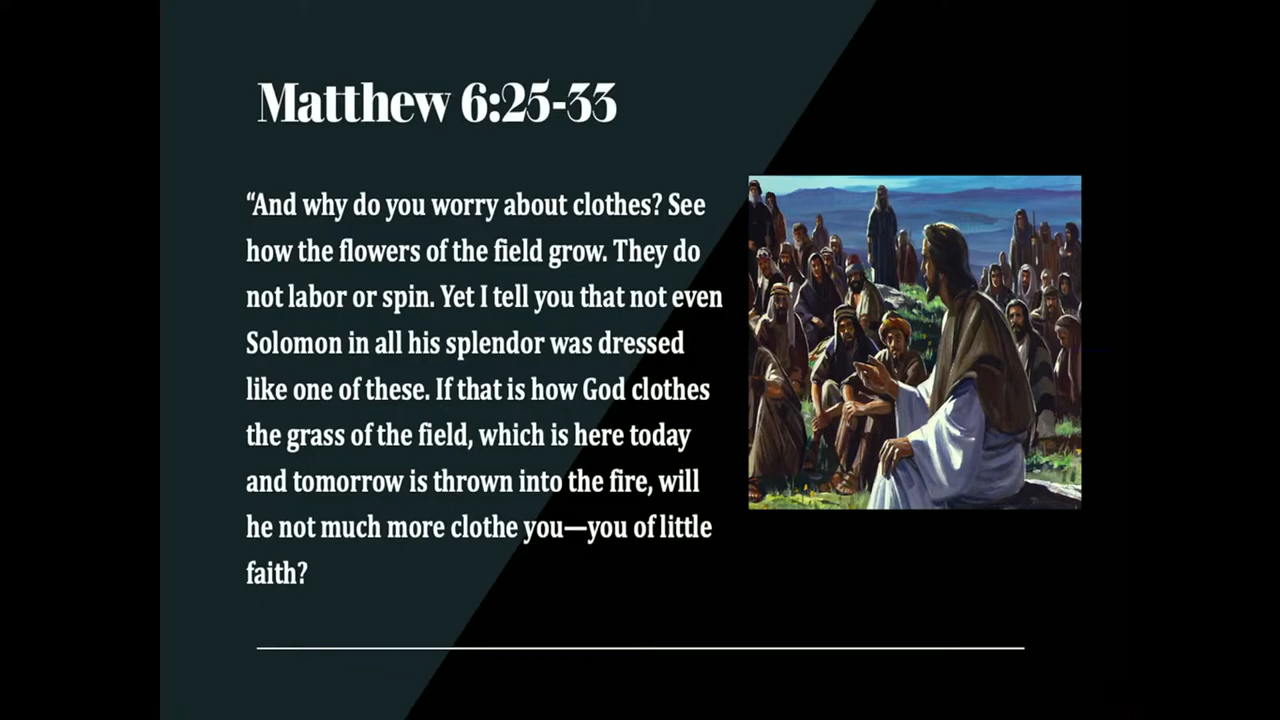 Matthew 6:25-33
“And why do you worry about clothes? See
how the flowers of the field grow. They do
not labor or spin. Yet I tell you that not even
Solomon in all his splendor was dressed
like one of these. If that is how God clothes
the grass of the field, which is here today
and tomorrow is thrown into the fire, will
he not much more clothe you—you of little
faith?